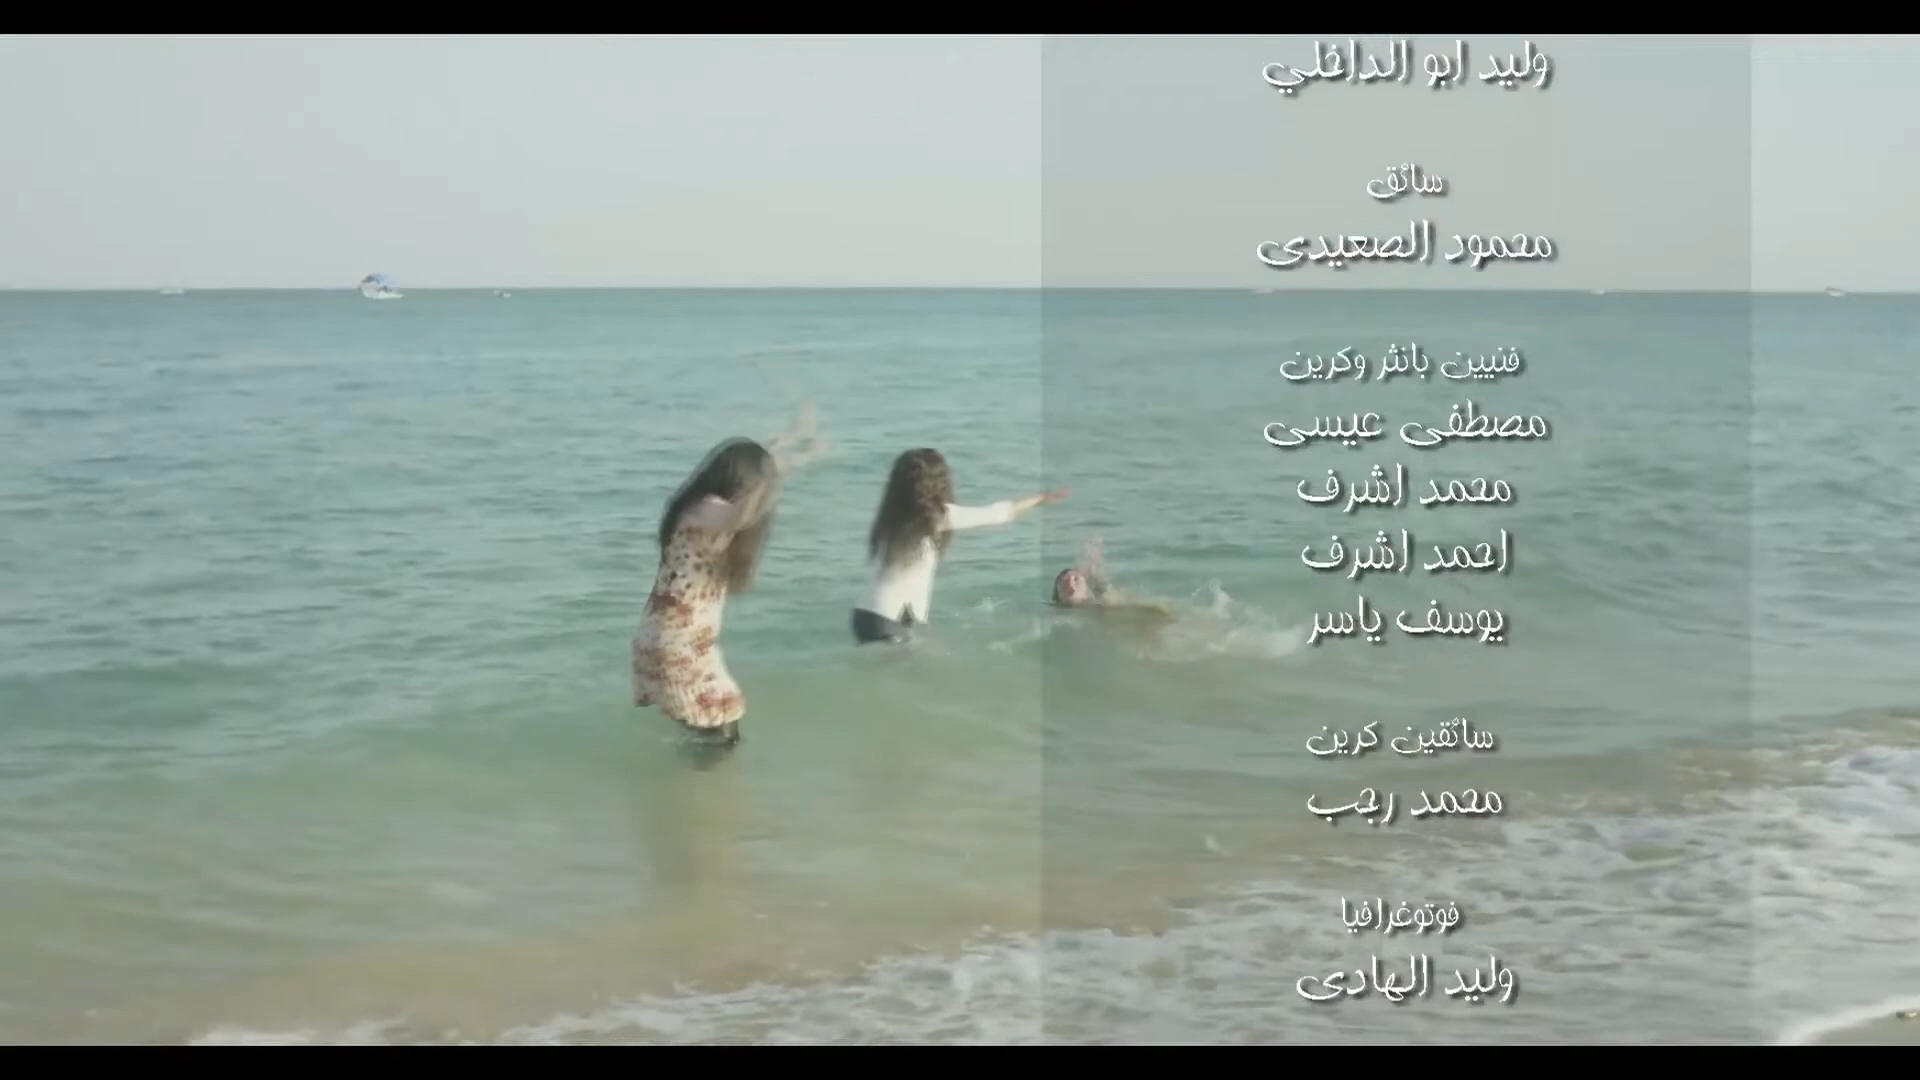 وليد ابو الداخلي
سائق
محمود الصعيدى
فنيين بانثر وكرين
مصطفى عيسى
محمد اشرف
احمد اشرف
يوسف ياسر
سائقين كرين
محمد رجب
فوتوغرافيا
وليد الهادى